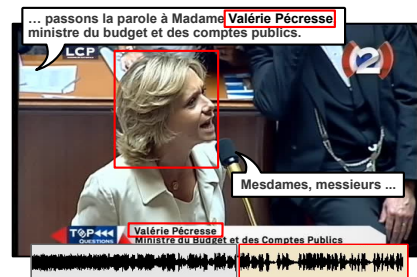 ... passons la parole à Madame Valérie Pécresse
ministre du budget et des comptes publics.
LCP
2
Mesdames, messieurs ...
TOP
QUESTIONS
Valérie Pécresse
Ministre du Budget et des Comptes Publics